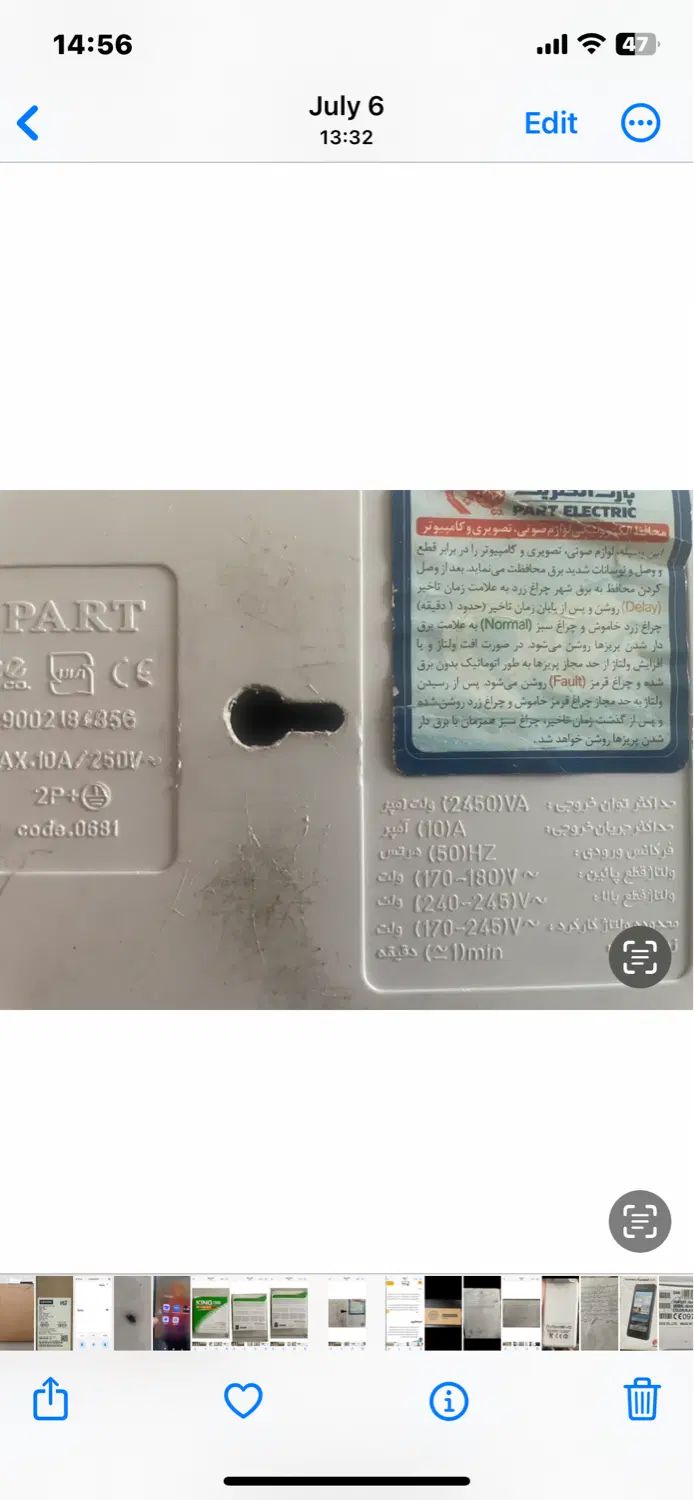 14:56
47
July 6
13:32
Edit
PART ELECTRIC
محافظ الکترونیکی لوازم صوتی، تصویری و کامپیوتر
این وسیله، لوازم صوتی، تصویری و کامپیوتر را در برابر قطع
و وصل و نوسانات شدید برق محافظت می‌نماید. بعد از وصل
کردن محافظ به برق شهر چراغ زرد به علامت زمان تاخیر
(Delay) روشن و پس از پایان زمان تاخیر (حدود ۱ دقیقه)
چراغ زرد خاموش و چراغ سبز (Normal) به علامت برق
دار شدن پریزها روشن می‌شود. در صورت افت ولتاژ و یا
افزایش ولتاژ از حد مجاز پریزها به طور اتوماتیک بدون برق
شده و چراغ قرمز (Fault) روشن می‌شود. پس از رسیدن
ولتاژ به حد مجاز چراغ قرمز خاموش و چراغ زرد روشن شده
و پس از گذشت زمان تاخیر، چراغ سبز همزمان با برق دار
شدن پریزها روشن خواهد شد.
PART
CO.
CE
AX.10A/250V~
2P+
code.0681
حداکثر توان خروجی: (2450)VA ولت آمپر
حداکثر جریان خروجی: (10)A آمپر
فرکانس ورودی: (50)HZ هرتس
ولتاژ قطع پائین: (170-180)V~ ولت
ولتاژ قطع بالا: (240-245)V~ ولت
محدوده ولتاژ کارکرد: (170-245)V~ ولت
(≃1)min دقیقه